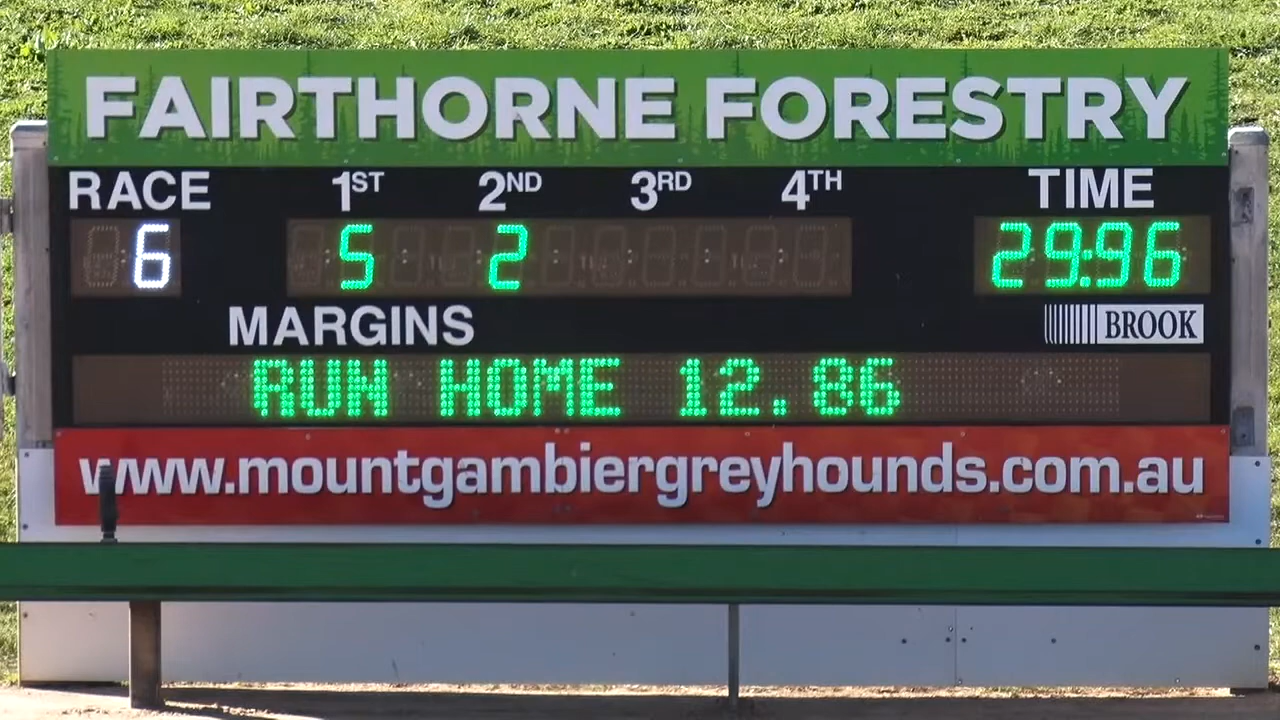 FAIRTHORNE FORESTRY
RACE 1ST 2ND 3RD 4TH TIME
6 5 2 29:96
MARGINS
BROOK
RUN HOME 12.86
www.mountgambiergreyhounds.com.au